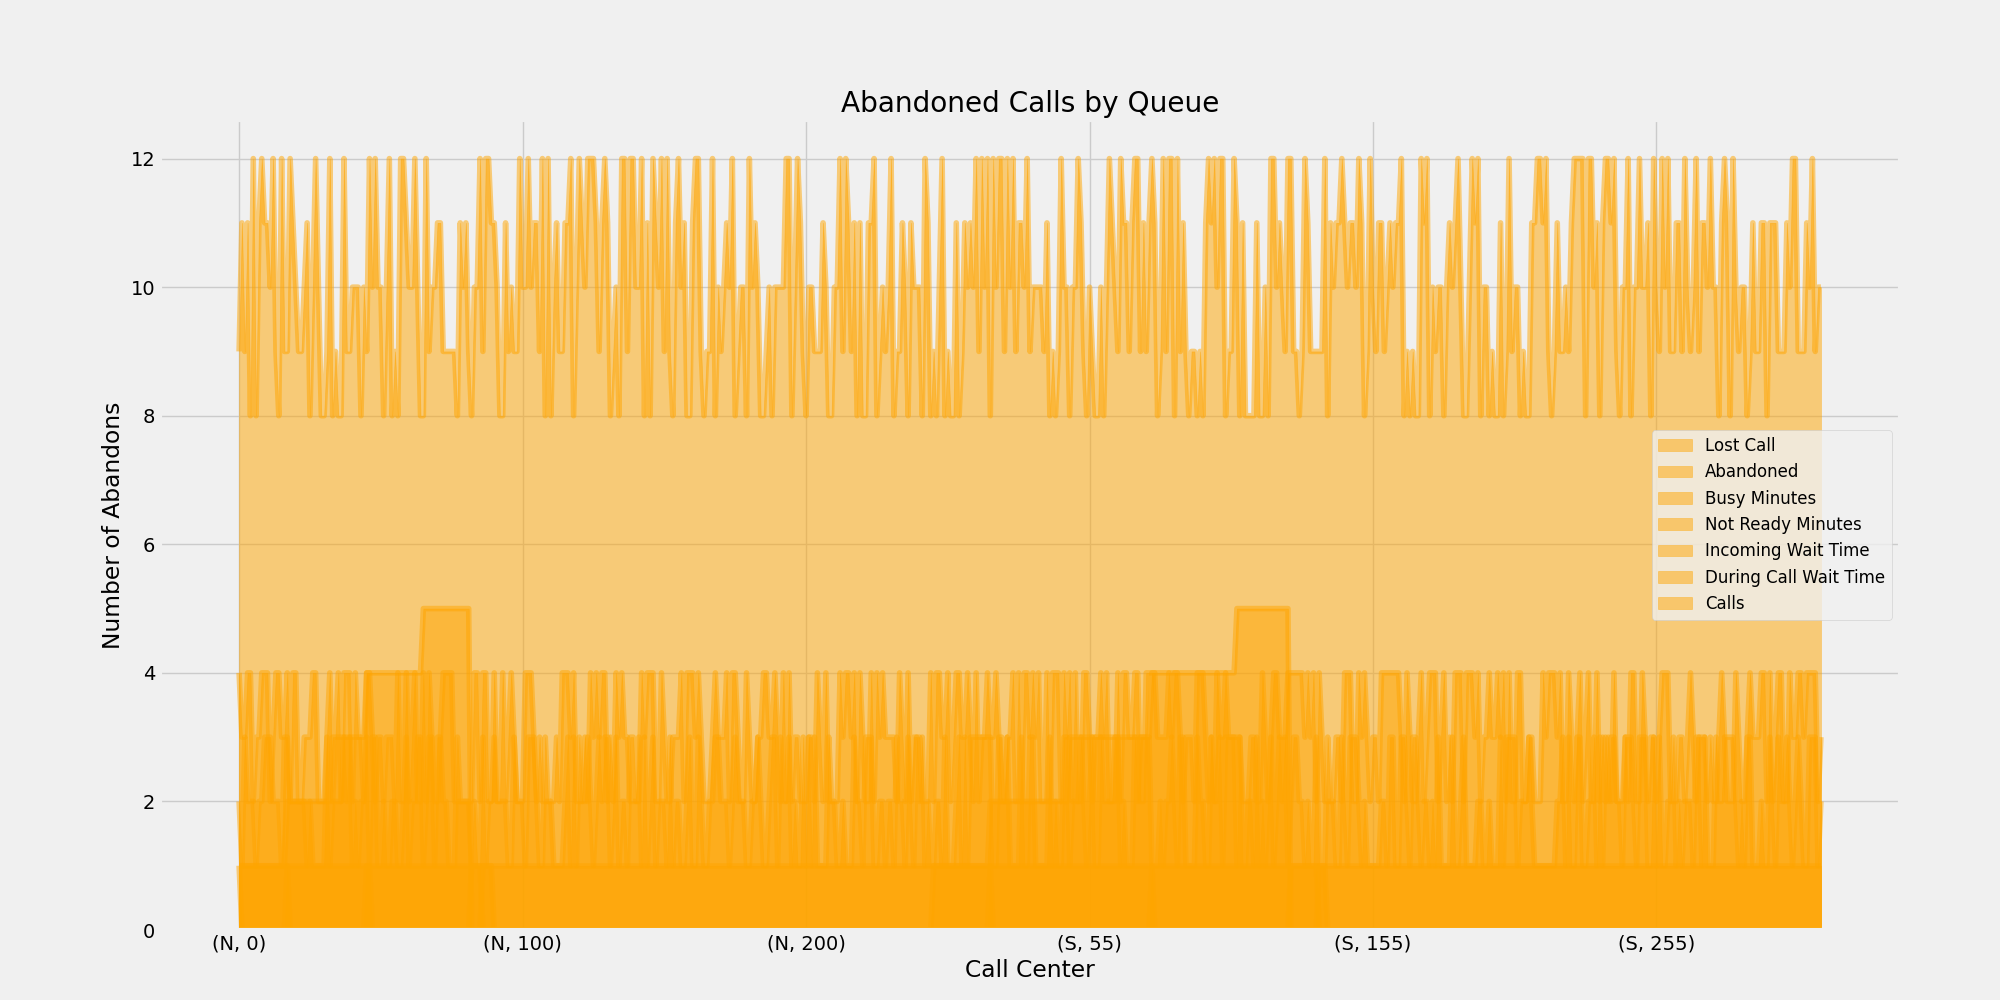 Abandoned Calls by Queue
Number of Abandons
12
10
8
6
4
2
0
Lost Call
Abandoned
Busy Minutes
Not Ready Minutes
Incoming Wait Time
During Call Wait Time
Calls
(N, 0) (N, 100) (N, 200) (S, 55) (S, 155) (S, 255)
Call Center